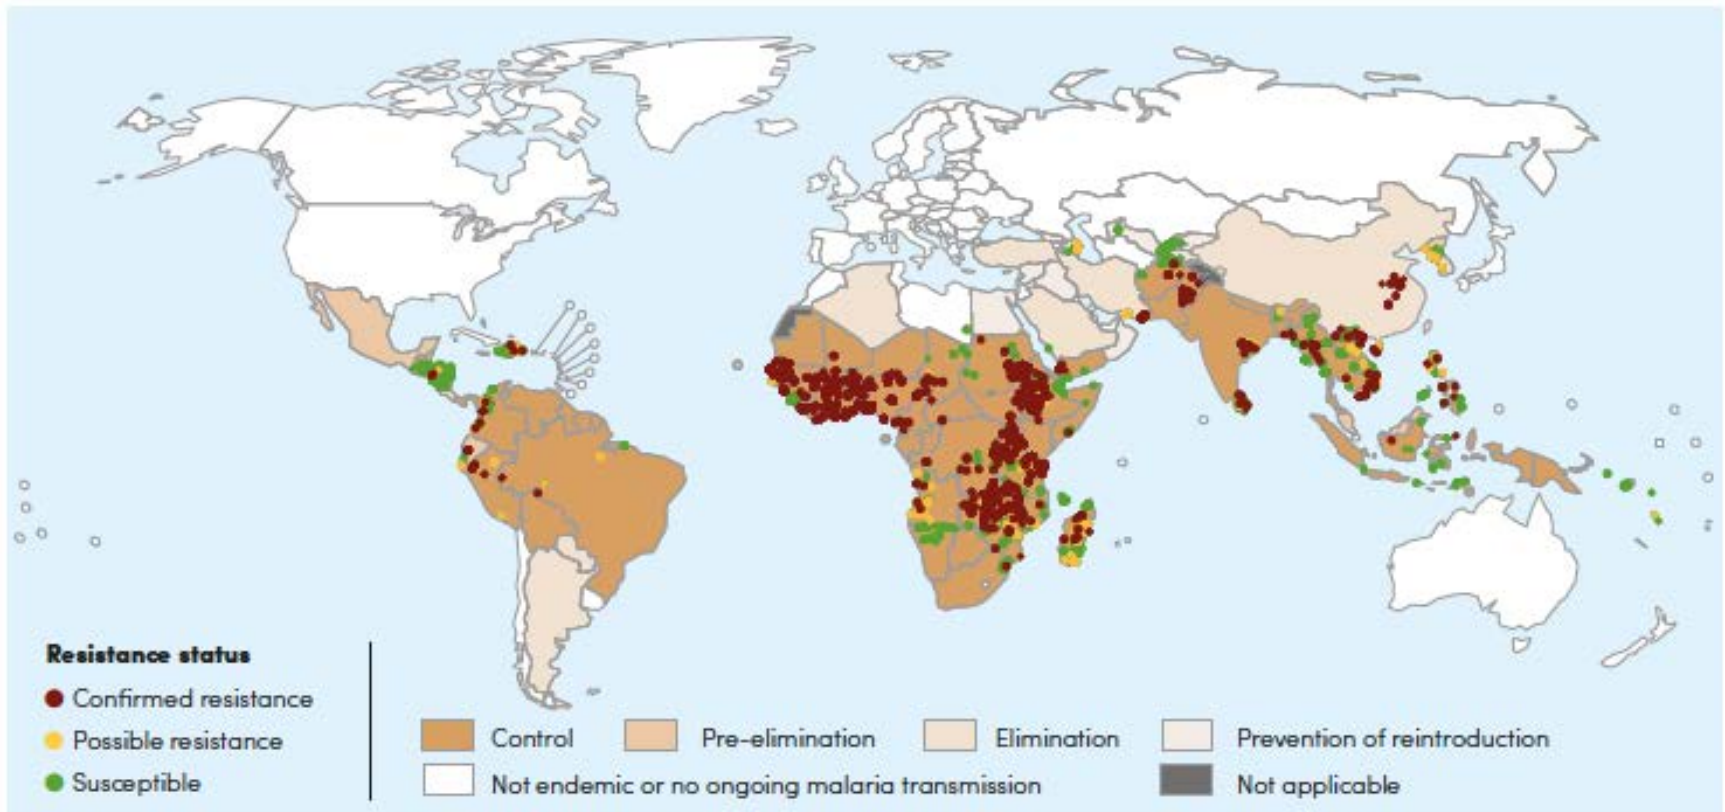 Resistance status
Confirmed resistance
Possible resistance
Susceptible
Control
Pre-elimination
Elimination
Prevention of reintroduction
Not endemic or no ongoing malaria transmission
Not applicable